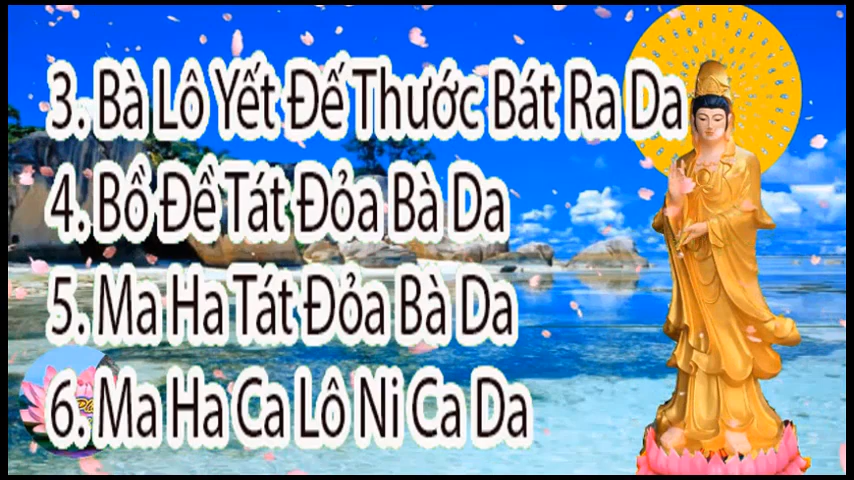 3. Bà Lô Yết Đế Thước Bát Ra Da
4. Bồ Đề Tát Đỏa Bà Da
5. Ma Ha Tát Đỏa Bà Da
6. Ma Ha Ca Lô Ni Ca Da